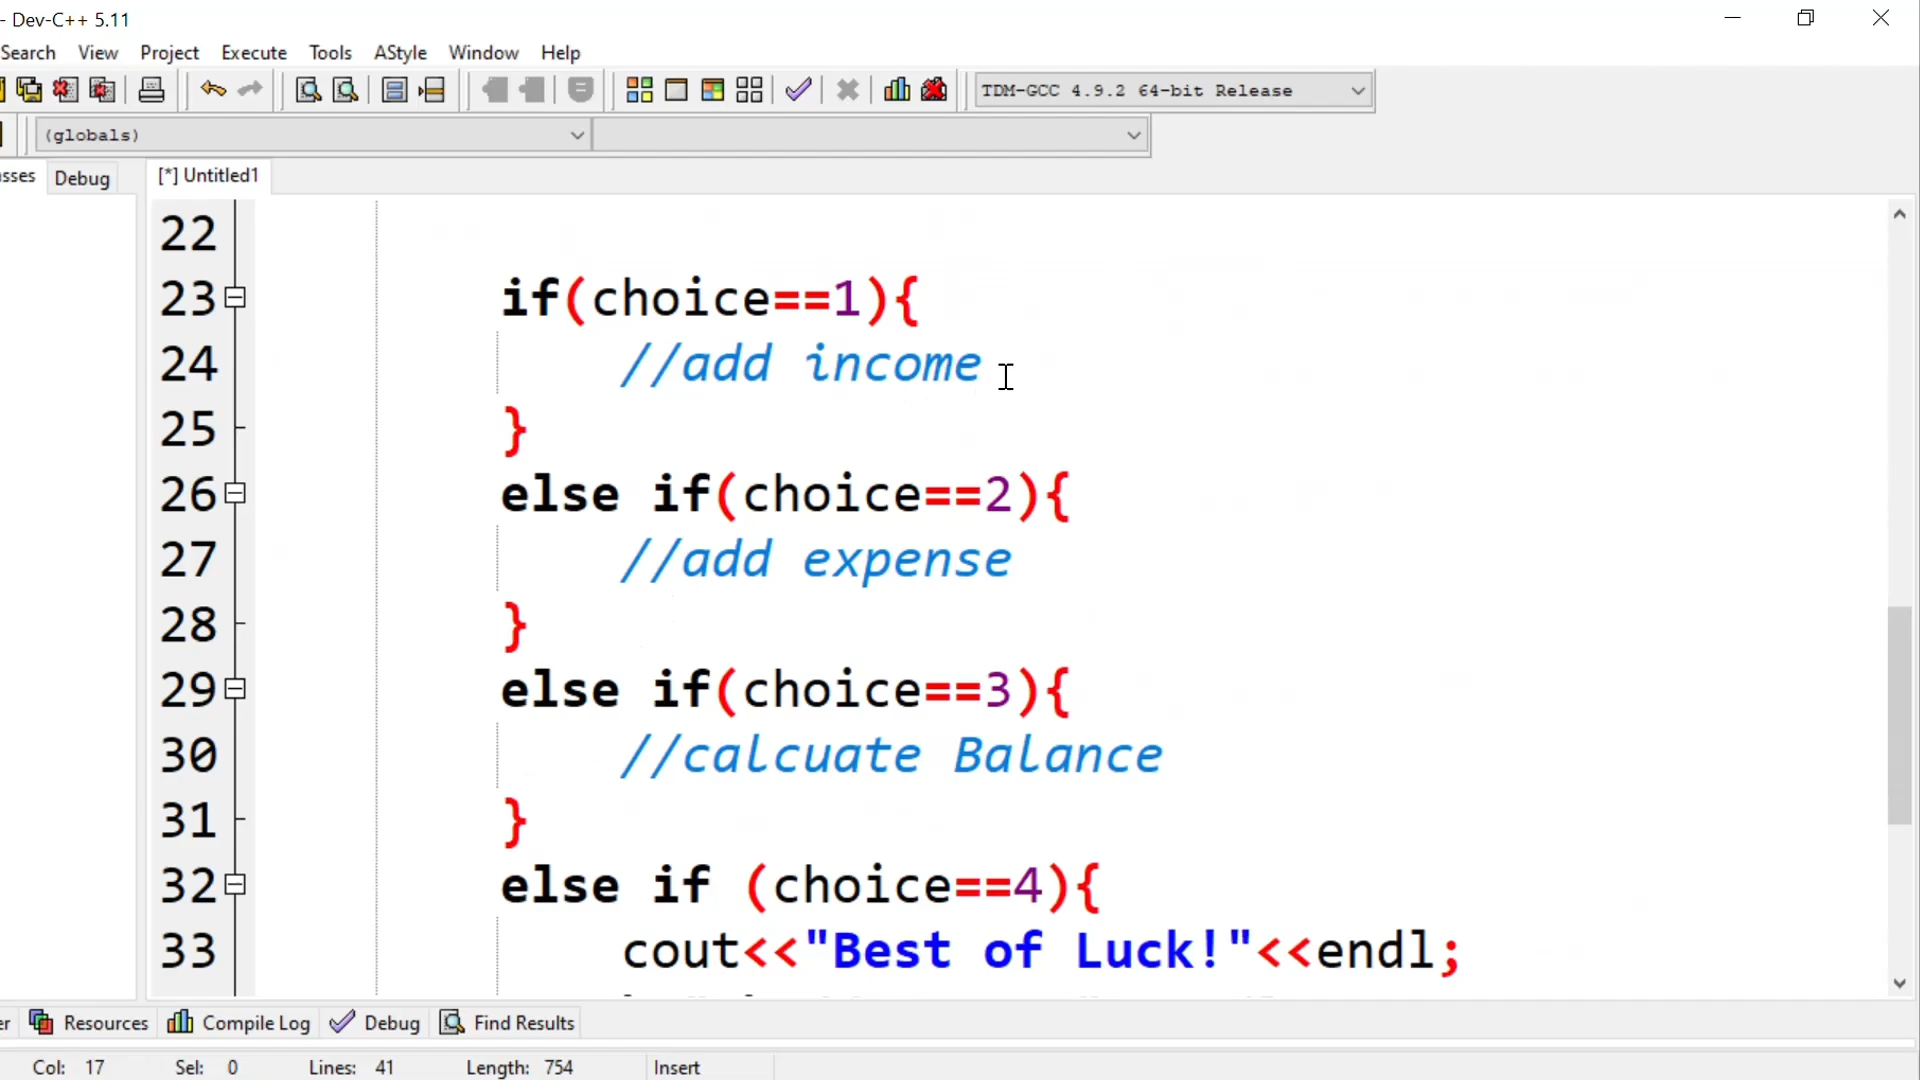 - Dev-C++ 5.11
Search View Project Execute Tools AStyle Window Help
TDM-GCC 4.9.2 64-bit Release
(globals)
sses Debug [*] Untitled1
22
23 if(choice==1){
24 //add income
25 }
26 else if(choice==2){
27 //add expense
28 }
29 else if(choice==3){
30 //calcuate Balance
31 }
32 else if (choice==4){
33 cout<<"Best of Luck!"<<endl;
er Resources Compile Log Debug Find Results
Col: 17 Sel: 0 Lines: 41 Length: 754 Insert